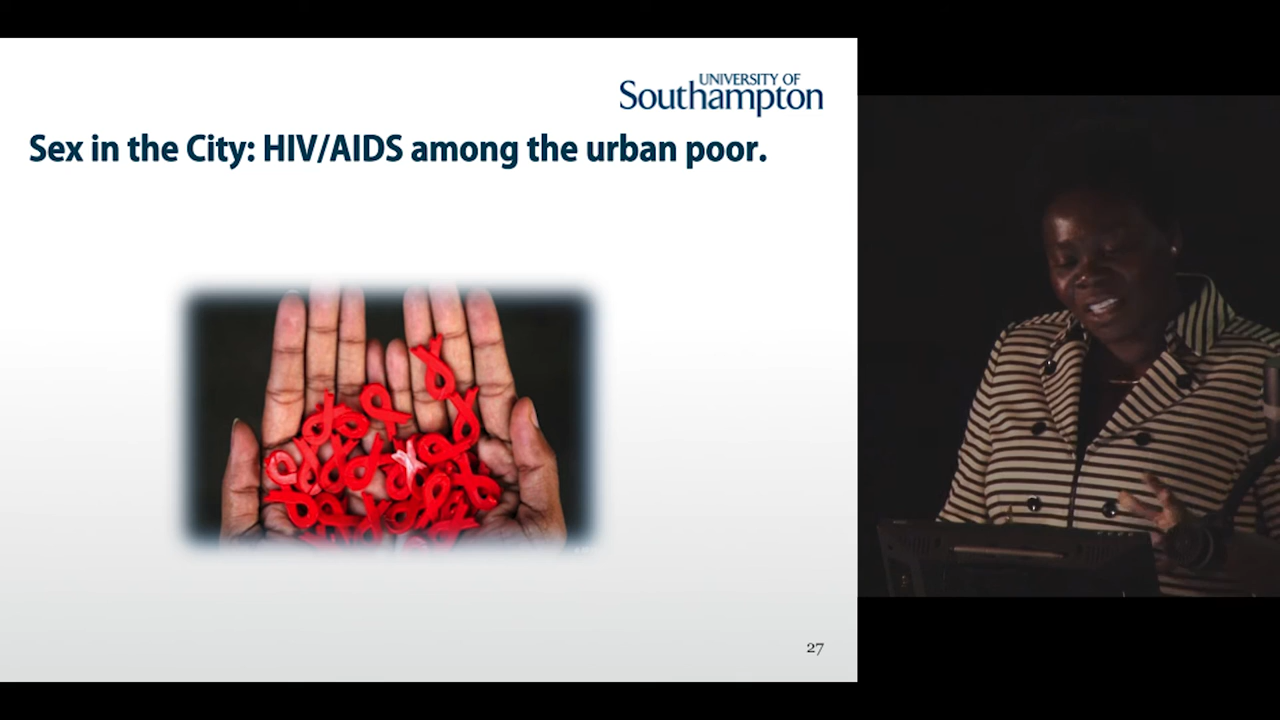 UNIVERSITY OF
Southampton
Sex in the City: HIV/AIDS among the urban poor.
27